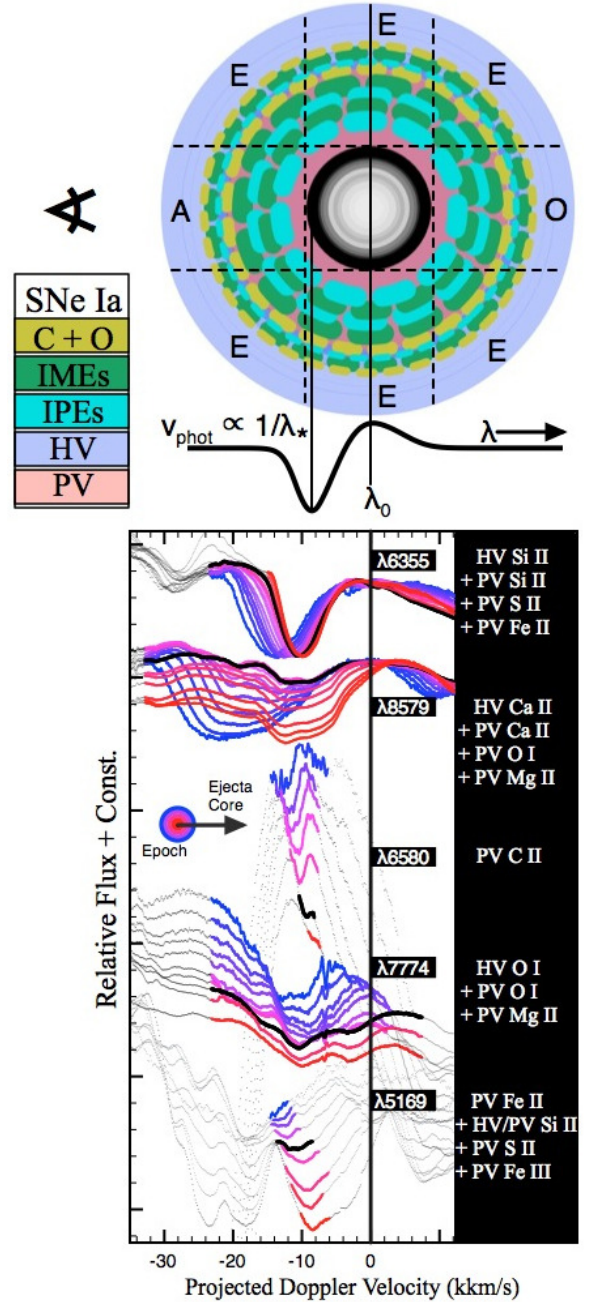 E
E
E
A
O
E
E
E
SNe Ia
C + O
IMEs
IPEs
HV
PV
v_phot ∝ 1/λ⁎
λ
λ₀
λ6355
HV Si II
+ PV Si II
+ PV S II
+ PV Fe II
λ8579
HV Ca II
+ PV Ca II
+ PV O I
+ PV Mg II
Ejecta
Core
Epoch
λ6580
PV C II
λ7774
HV O I
+ PV O I
+ PV Mg II
λ5169
PV Fe II
+ HV/PV Si II
+ PV S II
+ PV Fe III
Relative Flux + Const.
-30 -20 -10 0
Projected Doppler Velocity (kkm/s)